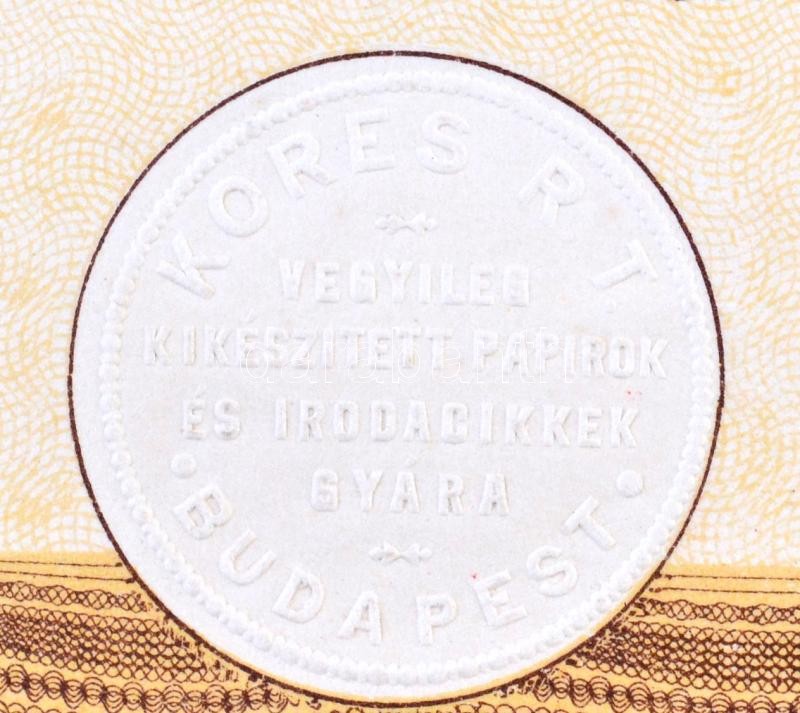 KORES R T.
VEGYILEG
KIKÉSZITETT PAPIROK
ÉS IRODACIKKEK
GYÁRA
BUDAPEST